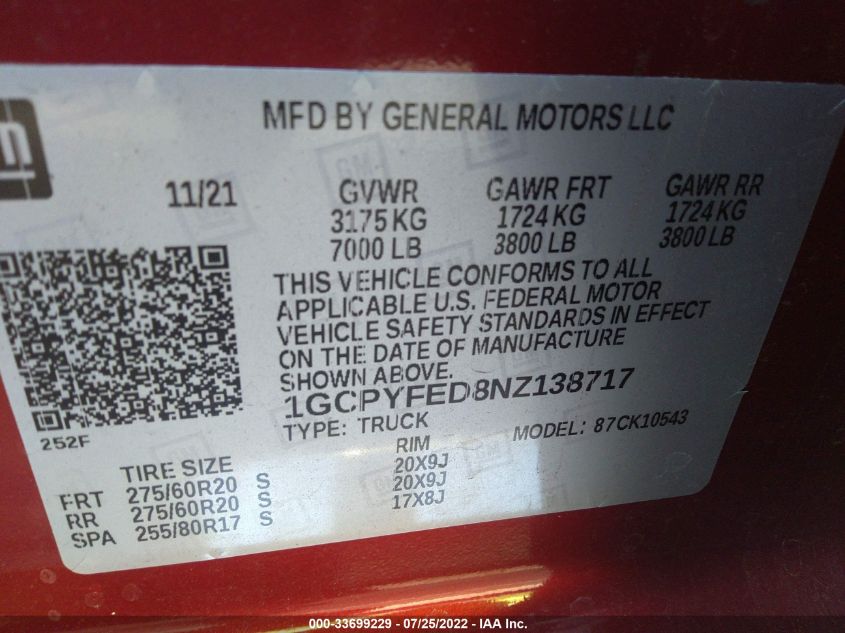 gm
MFD BY GENERAL MOTORS LLC
11/21 GVWR GAWR FRT GAWR RR
3175 KG 1724 KG 1724 KG
7000 LB 3800 LB 3800 LB
THIS VEHICLE CONFORMS TO ALL
APPLICABLE U.S. FEDERAL MOTOR
VEHICLE SAFETY STANDARDS IN EFFECT
ON THE DATE OF MANUFACTURE
SHOWN ABOVE.
1GCPYFED8NZ138717
TYPE: TRUCK MODEL: 87CK10543
252F
TIRE SIZE RIM
FRT 275/60R20 S 20X9J
RR 275/60R20 S 20X9J
SPA 255/80R17 S 17X8J
000-33699229 - 07/25/2022 - IAA Inc.